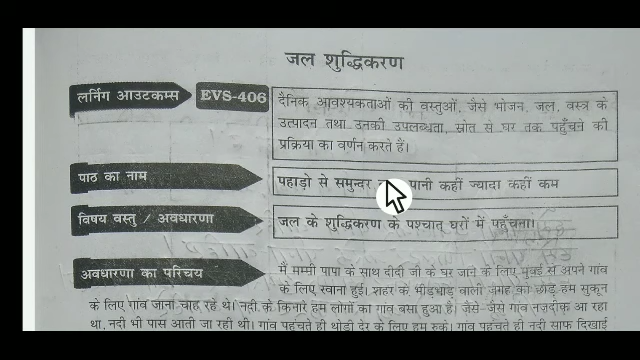 जल शुद्धिकरण
लर्निग आउटकम्स EVS-406 दैनिक आवश्यकताओं की वस्तुओं, जैसे भोजन, जल, वस्त्र के
उत्पादन तथा उनकी उपलब्धता, स्रोत से घर तक पहुँचने की
प्रक्रिया का वर्णन करते हैं।
पाठ का नाम पहाड़ो से समुन्दर पानी कहीं ज्यादा कहीं कम
विषय वस्तु / अवधारणा जल के शुद्धिकरण के पश्चात् घरों में पहुँचना।
अवधारणा का परिचय मैं मम्मी पापा के साथ दीदी जी के घर जाने के लिए मुंबई से अपने गांव
के लिए रवाना हुई। शहर के भीड़भाड़ वाली जगह को छोड़ हम सुकून
के लिए गांव जाना चाह रहे थे। नदी के किनारे हम लोगों का गांव बसा हुआ है। जैसे-जैसे गांव नजदीक आ रहा
था, नदी भी पास आती जा रही थी। गांव पहुंचते ही थोड़ी देर के लिए हम रुके। गांव पहुंचते ही नदी साफ दिखाई